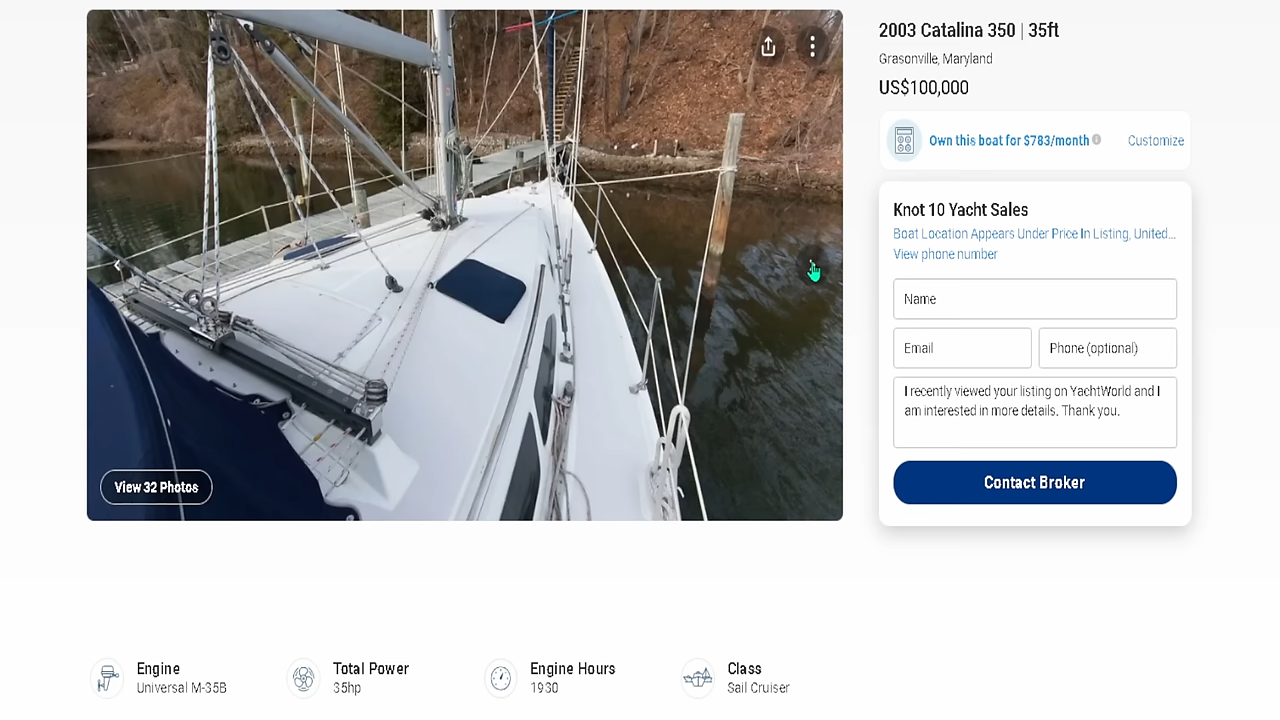 2003 Catalina 350 | 35ft
Grasonville, Maryland
US$100,000
Own this boat for $783/month
Customize
Knot 10 Yacht Sales
Boat Location Appears Under Price In Listing, United...
View phone number
Name
Email
Phone (optional)
I recently viewed your listing on YachtWorld and I
am interested in more details. Thank you.
Contact Broker
View 32 Photos
Engine
Universal M-35B
Total Power
35hp
Engine Hours
1930
Class
Sail Cruiser